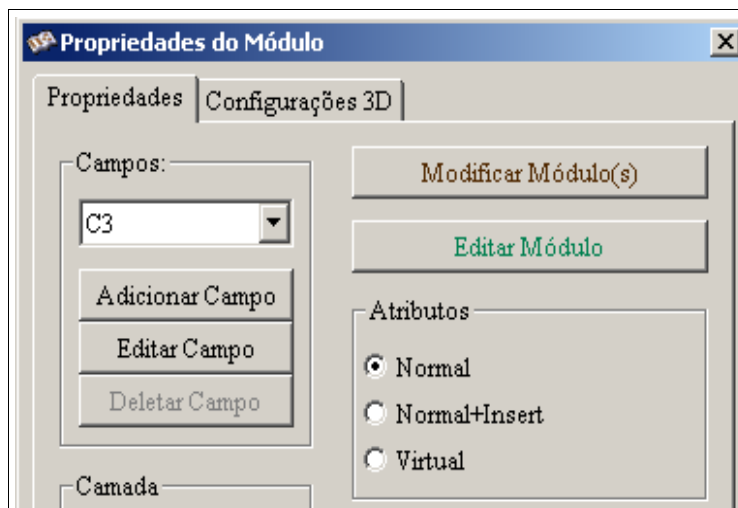 Propriedades do Módulo
Propriedades
Configurações 3D
Campos:
C3
Adicionar Campo
Editar Campo
Deletar Campo
Camada
Modificar Módulo(s)
Editar Módulo
Atributos
Normal
Normal+Insert
Virtual